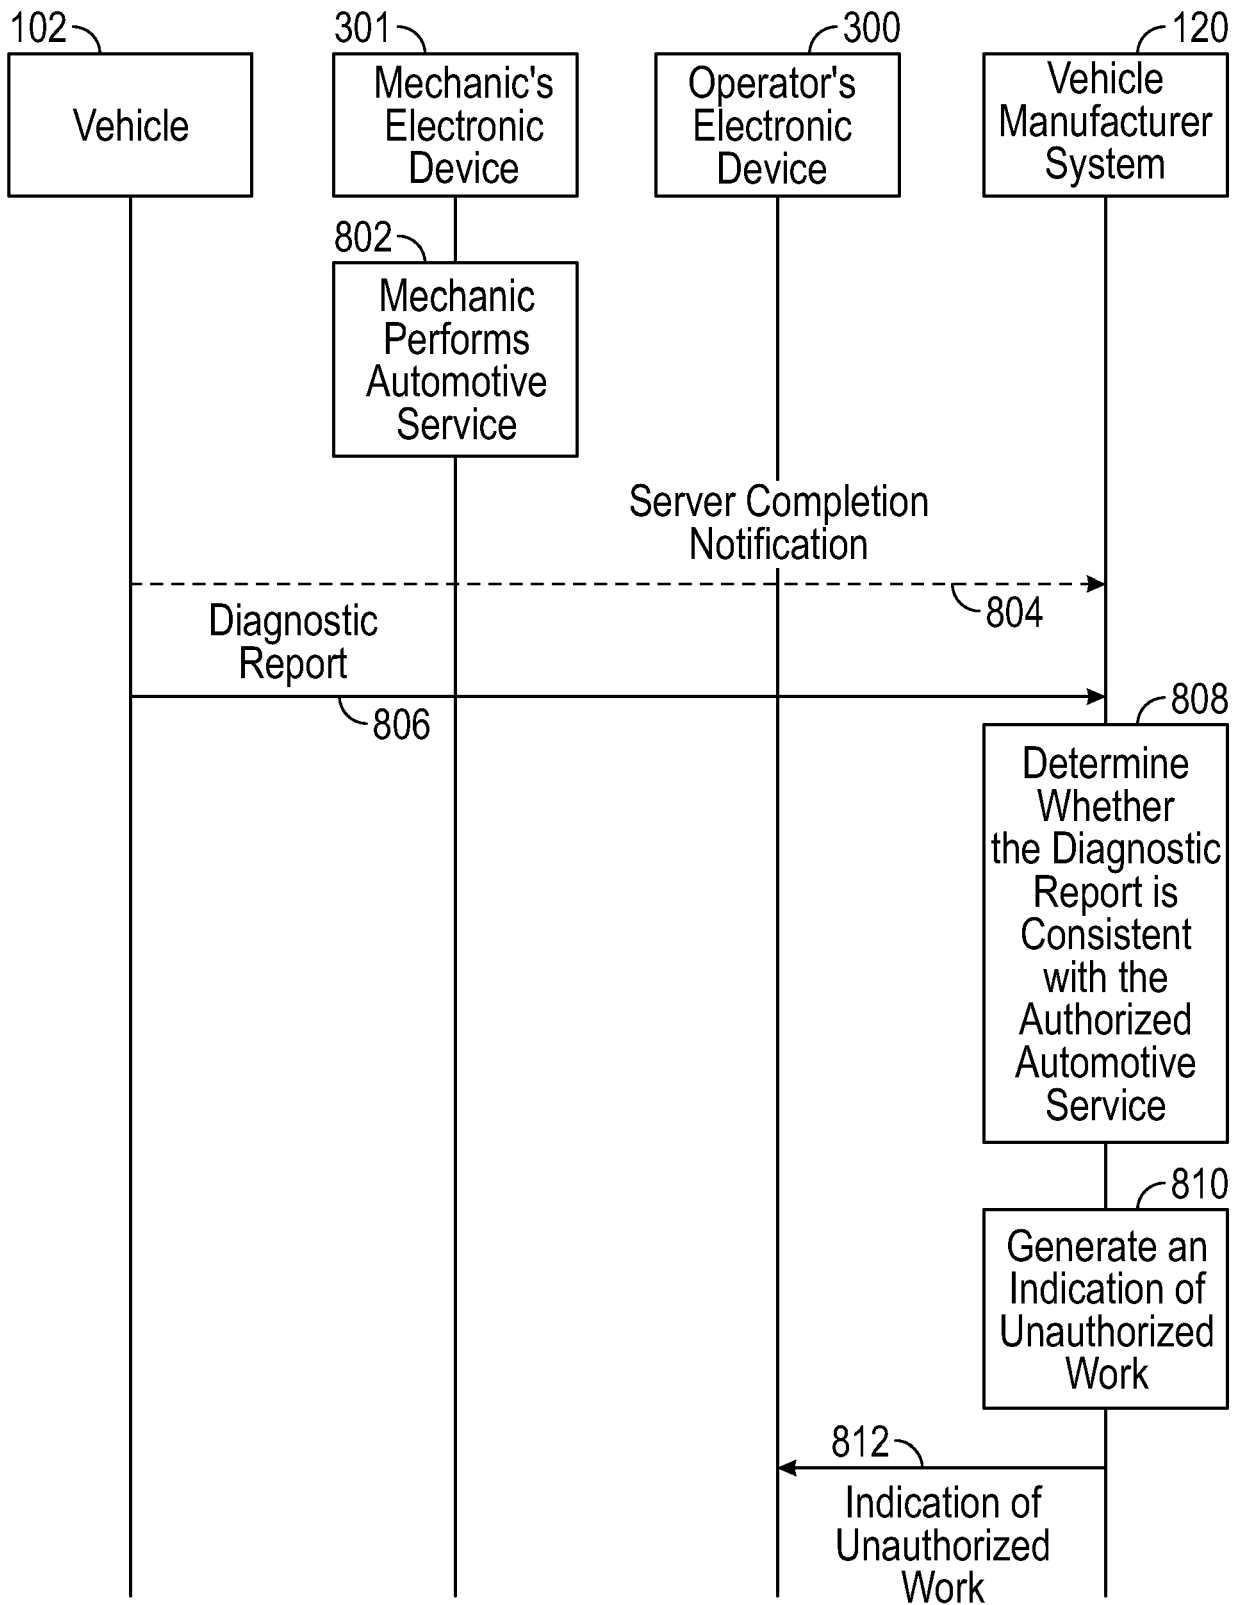 102
301
300
120
Vehicle
Mechanic's
Electronic
Device
Operator's
Electronic
Device
Vehicle
Manufacturer
System
802
Mechanic
Performs
Automotive
Service
Server Completion
Notification
804
Diagnostic
Report
806
808
Determine
Whether
the Diagnostic
Report is
Consistent
with the
Authorized
Automotive
Service
810
Generate an
Indication of
Unauthorized
Work
812
Indication of
Unauthorized
Work